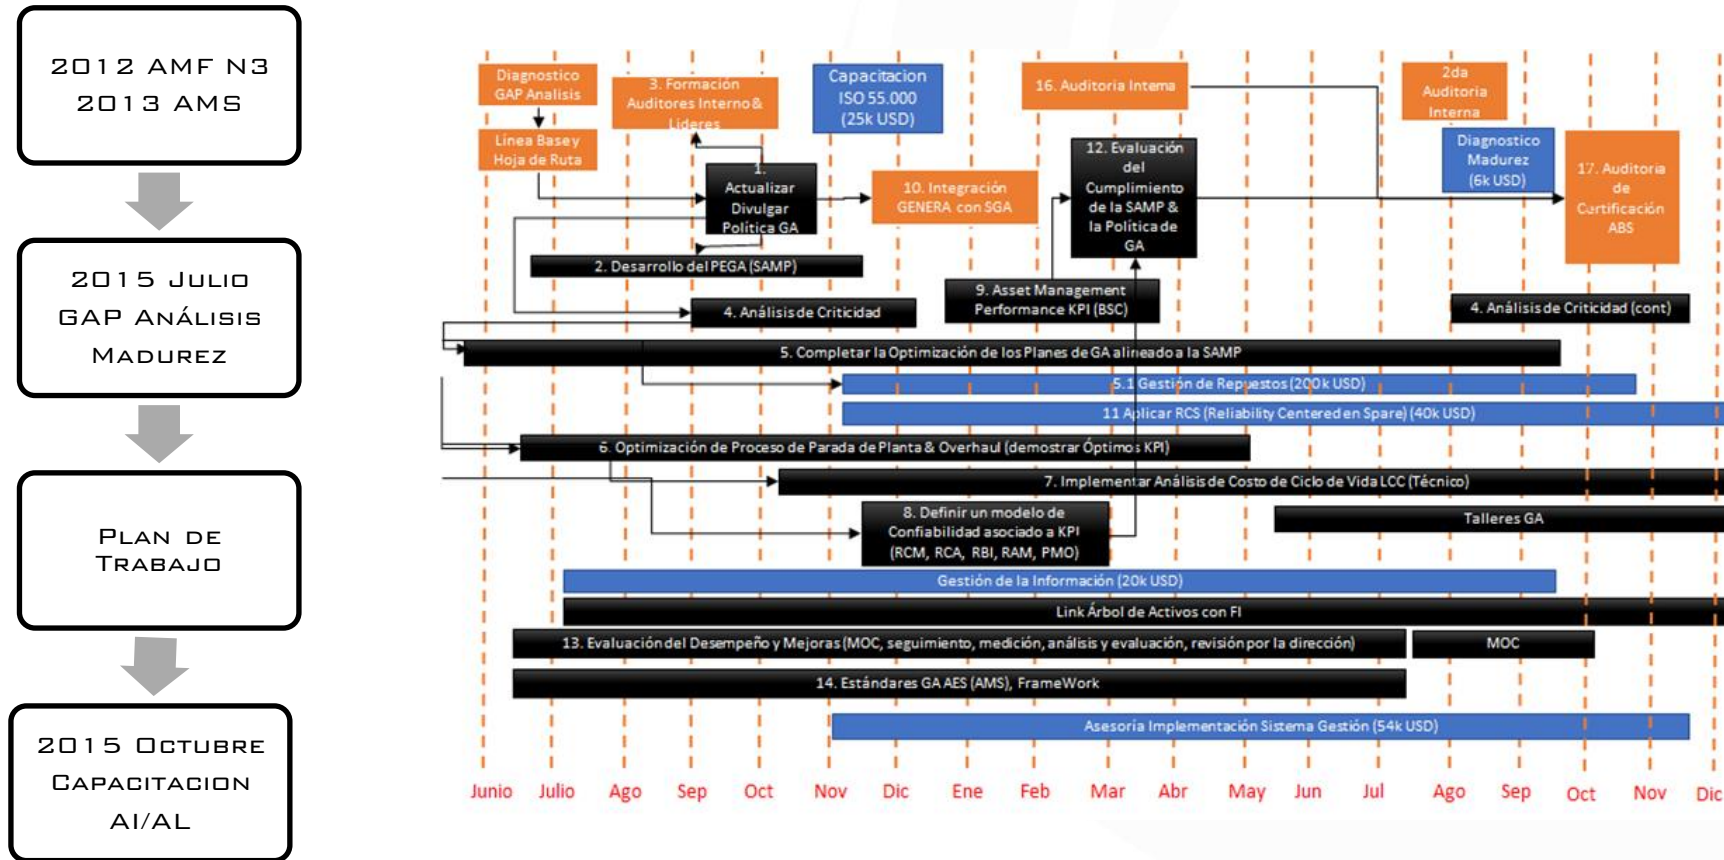 2012 AMF N3
2013 AMS
2015 Julio
GAP Análisis
Madurez
Plan de
Trabajo
2015 Octubre
Capacitacion
AI/AL
Diagnostico
GAP Analisis
Linea Base y
Hoja de Ruta
3. Formación
Auditores Interno &
Lideres
Capacitacion
ISO 55.000
(25k USD)
16. Auditoria Interna
2da
Auditoria
Interna
1.
Actualizar
Divulgar
Política GA
10. Integración
GENERA con SGA
12. Evaluación
del
Cumplimiento
de la SAMP &
la Política de
GA
Diagnostico
Madurez
(6k USD)
17. Auditoria
de
Certificación
ABS
2. Desarrollo del PEGA (SAMP)
4. Análisis de Criticidad
9. Asset Management
Performance KPI (BSC)
4. Análisis de Criticidad (cont)
5. Completar la Optimización de los Planes de GA alineado a la SAMP
5.1 Gestión de Repuestos (200k USD)
11 Aplicar RCS (Reliability Centered en Spare) (40k USD)
6. Optimización de Proceso de Parada de Planta & Overhaul (demostrar Óptimos KPI)
7. Implementar Análisis de Costo de Ciclo de Vida LCC (Técnico)
8. Definir un modelo de
Confiabilidad asociado a KPI
(RCM, RCA, RBI, RAM, PMO)
Talleres GA
Gestión de la Información (20k USD)
Link Árbol de Activos con FI
13. Evaluación del Desempeño y Mejoras (MOC, seguimiento, medición, análisis y evaluación, revisión por la dirección)
MOC
14. Estándares GA AES (AMS), FrameWork
Asesoría Implementación Sistema Gestión (54k USD)
Junio Julio Ago Sep Oct Nov Dic Ene Feb Mar Abr May Jun Jul Ago Sep Oct Nov Dic